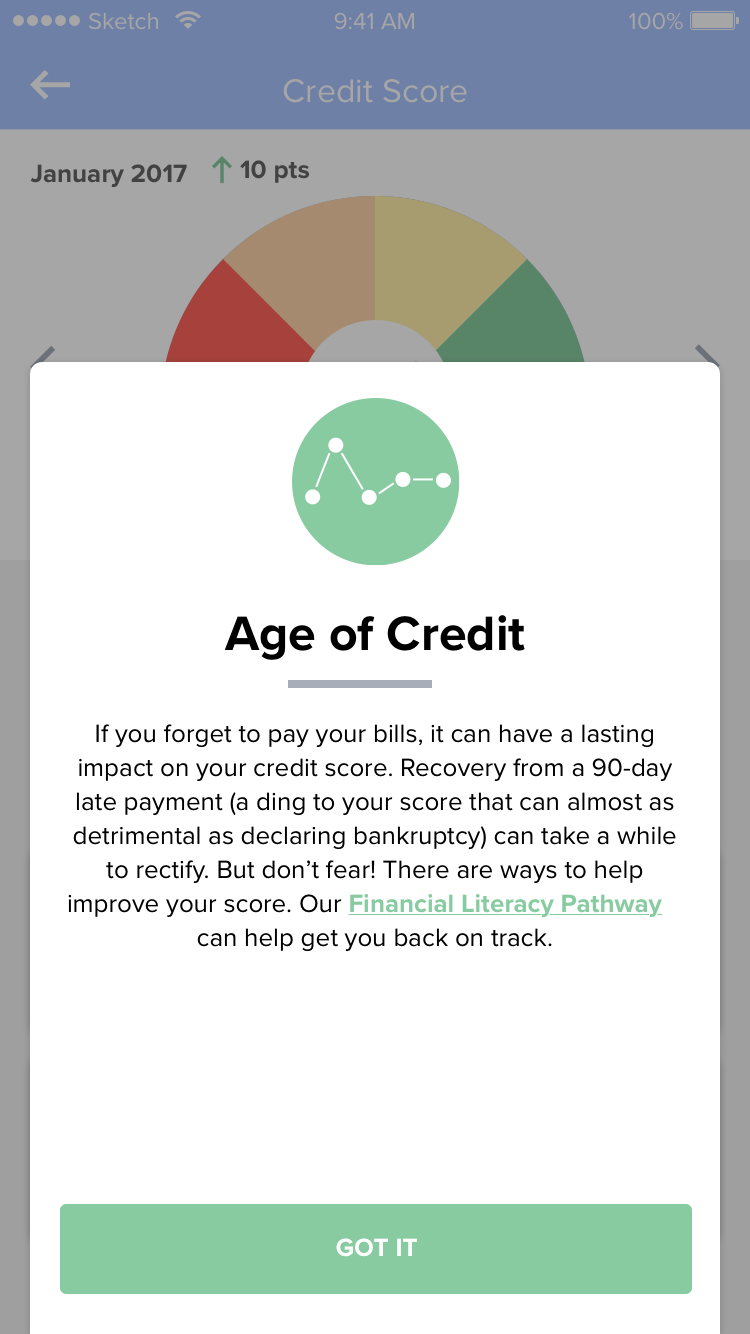 Sketch 9:41 AM 100%
Credit Score
January 2017 10 pts
Age of Credit
If you forget to pay your bills, it can have a lasting
impact on your credit score. Recovery from a 90-day
late payment (a ding to your score that can almost as
detrimental as declaring bankruptcy) can take a while
to rectify. But don’t fear! There are ways to help
improve your score. Our Financial Literacy Pathway
can help get you back on track.
GOT IT